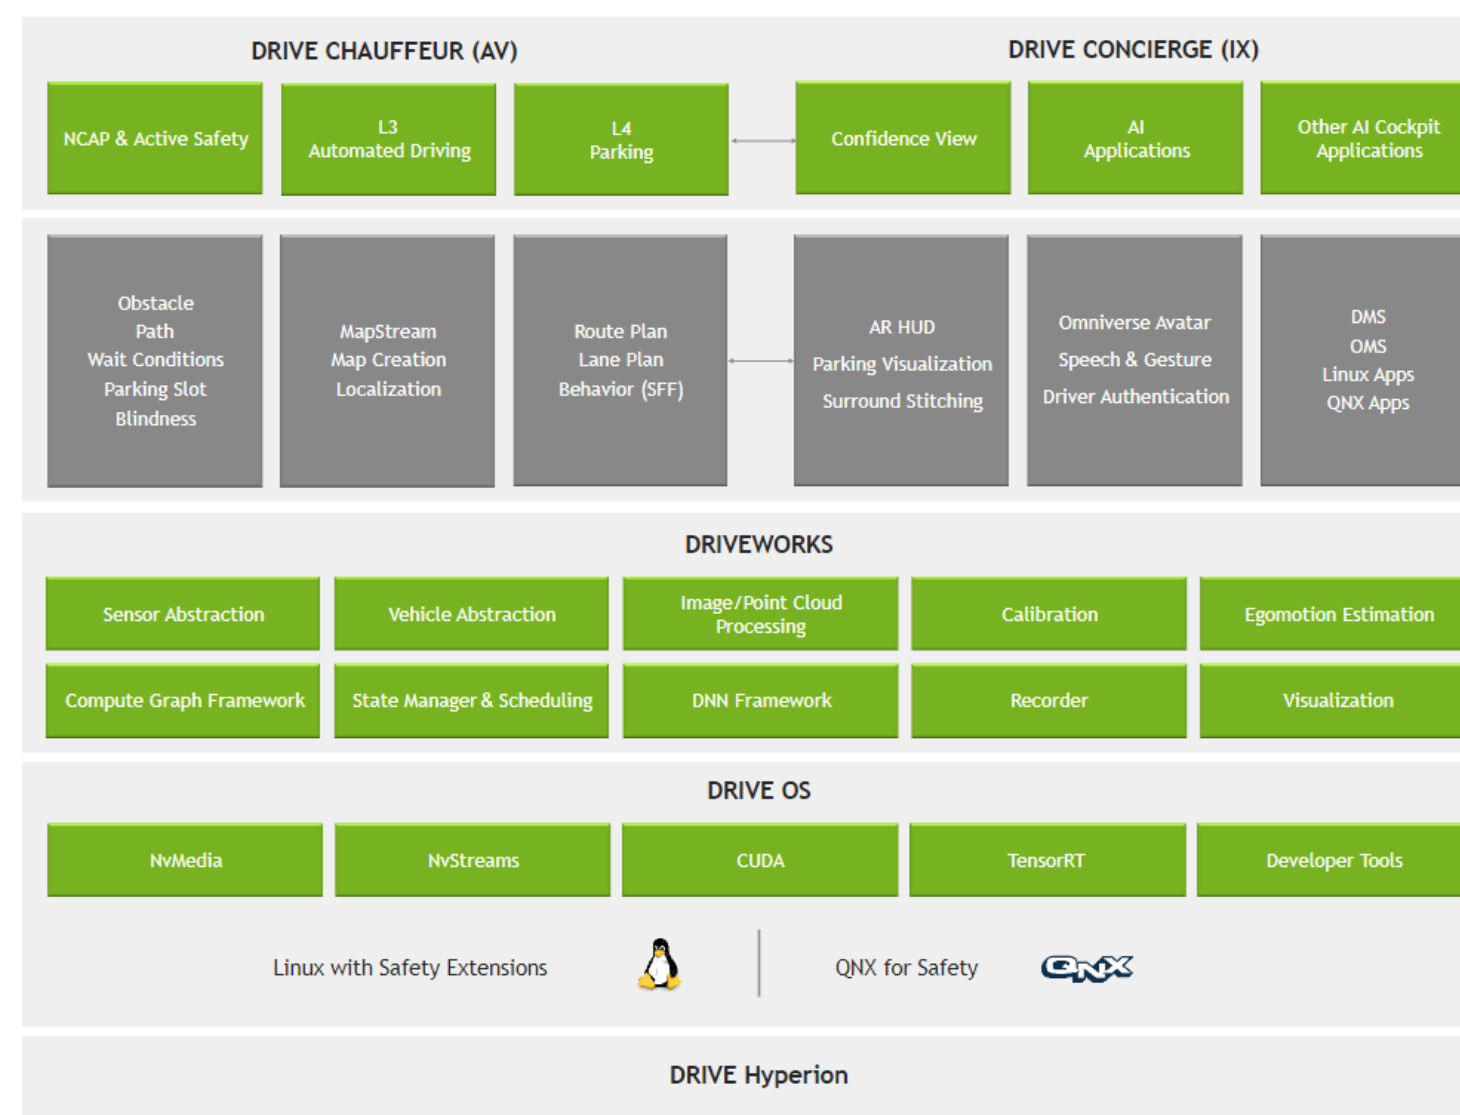 DRIVE CHAUFFEUR (AV)
DRIVE CONCIERGE (IX)
NCAP & Active Safety
L3
Automated Driving
L4
Parking
Confidence View
AI
Applications
Other AI Cockpit
Applications
Obstacle
Path
Wait Conditions
Parking Slot
Blindness
MapStream
Map Creation
Localization
Route Plan
Lane Plan
Behavior (SFF)
AR HUD
Parking Visualization
Surround Stitching
Omniverse Avatar
Speech & Gesture
Driver Authentication
DMS
OMS
Linux Apps
QNX Apps
DRIVEWORKS
Sensor Abstraction
Vehicle Abstraction
Image/Point Cloud
Processing
Calibration
Egomotion Estimation
Compute Graph Framework
State Manager & Scheduling
DNN Framework
Recorder
Visualization
DRIVE OS
NvMedia
NvStreams
CUDA
TensorRT
Developer Tools
Linux with Safety Extensions
QNX for Safety
QNX
DRIVE Hyperion